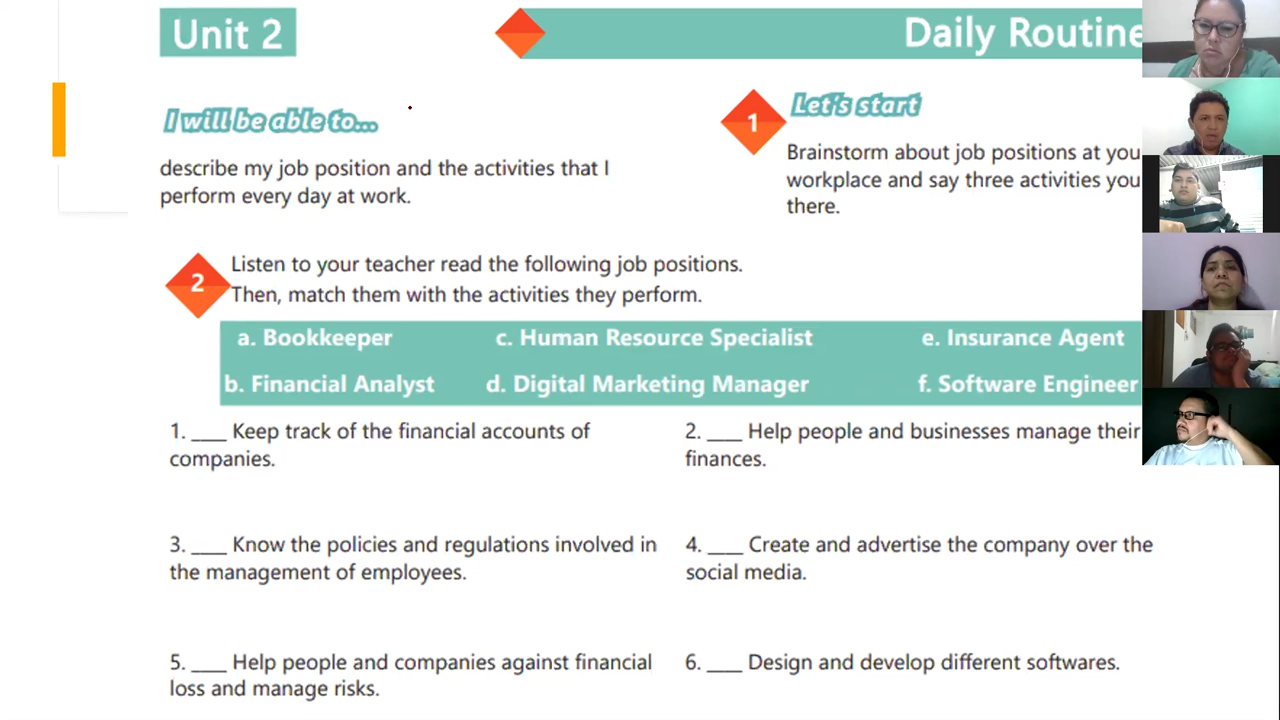 Unit 2
Daily Routine
I will be able to...
describe my job position and the activities that I
perform every day at work.
1
Let's start
Brainstorm about job positions at you
workplace and say three activities you
there.
2
Listen to your teacher read the following job positions.
Then, match them with the activities they perform.
a. Bookkeeper
c. Human Resource Specialist
e. Insurance Agent
b. Financial Analyst
d. Digital Marketing Manager
f. Software Engineer
1. ___ Keep track of the financial accounts of
companies.
2. ___ Help people and businesses manage their
finances.
3. ___ Know the policies and regulations involved in
the management of employees.
4. ___ Create and advertise the company over the
social media.
5. ___ Help people and companies against financial
loss and manage risks.
6. ___ Design and develop different softwares.